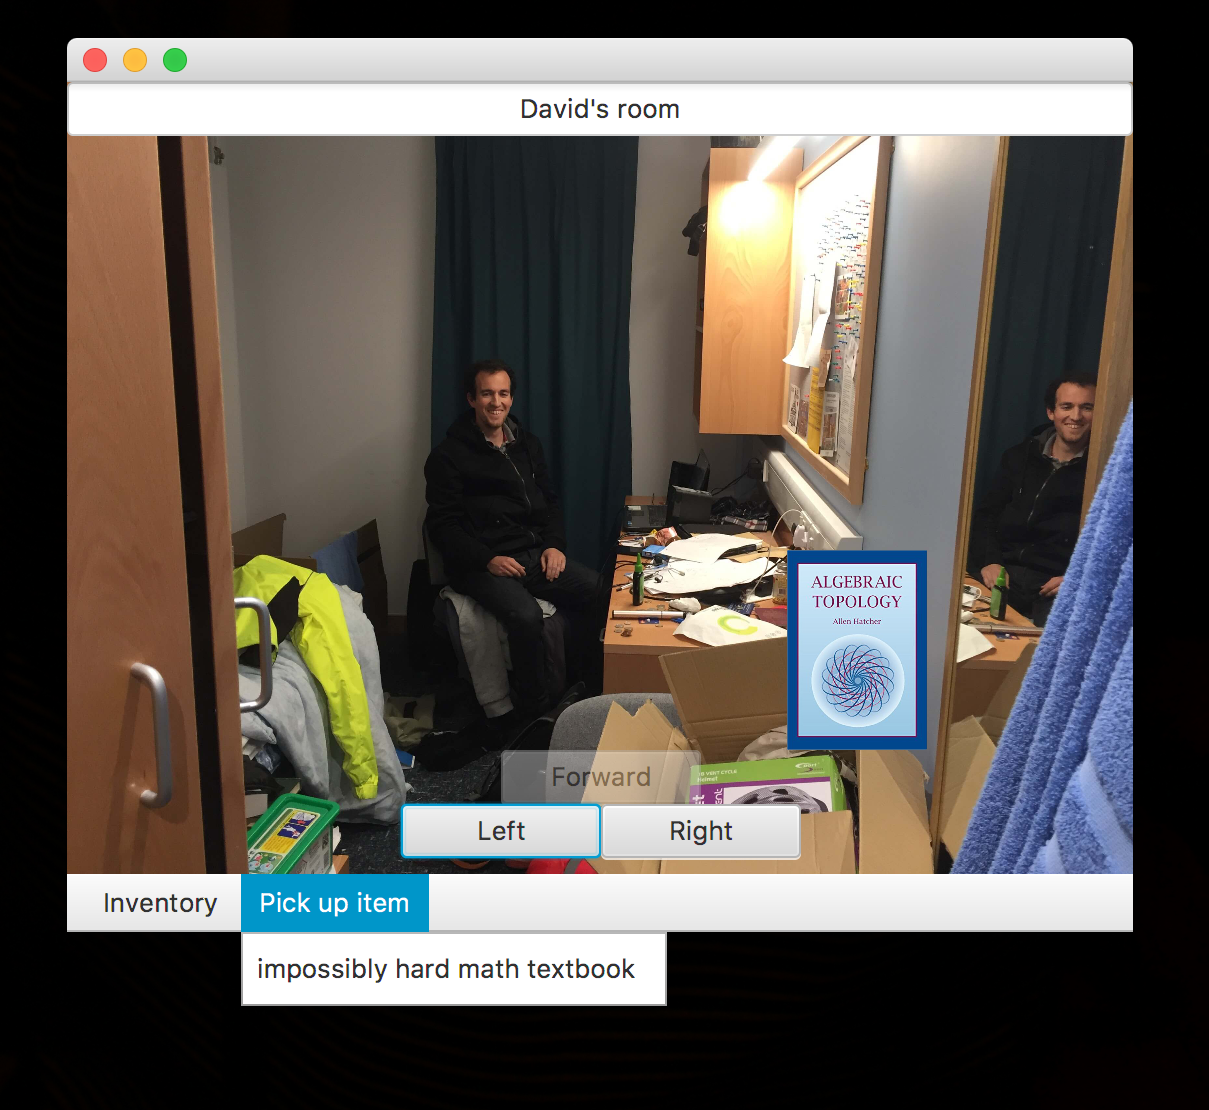 David's room
ALGEBRAIC
TOPOLOGY
Allen Hatcher
Forward
Left
Right
Inventory
Pick up item
impossibly hard math textbook